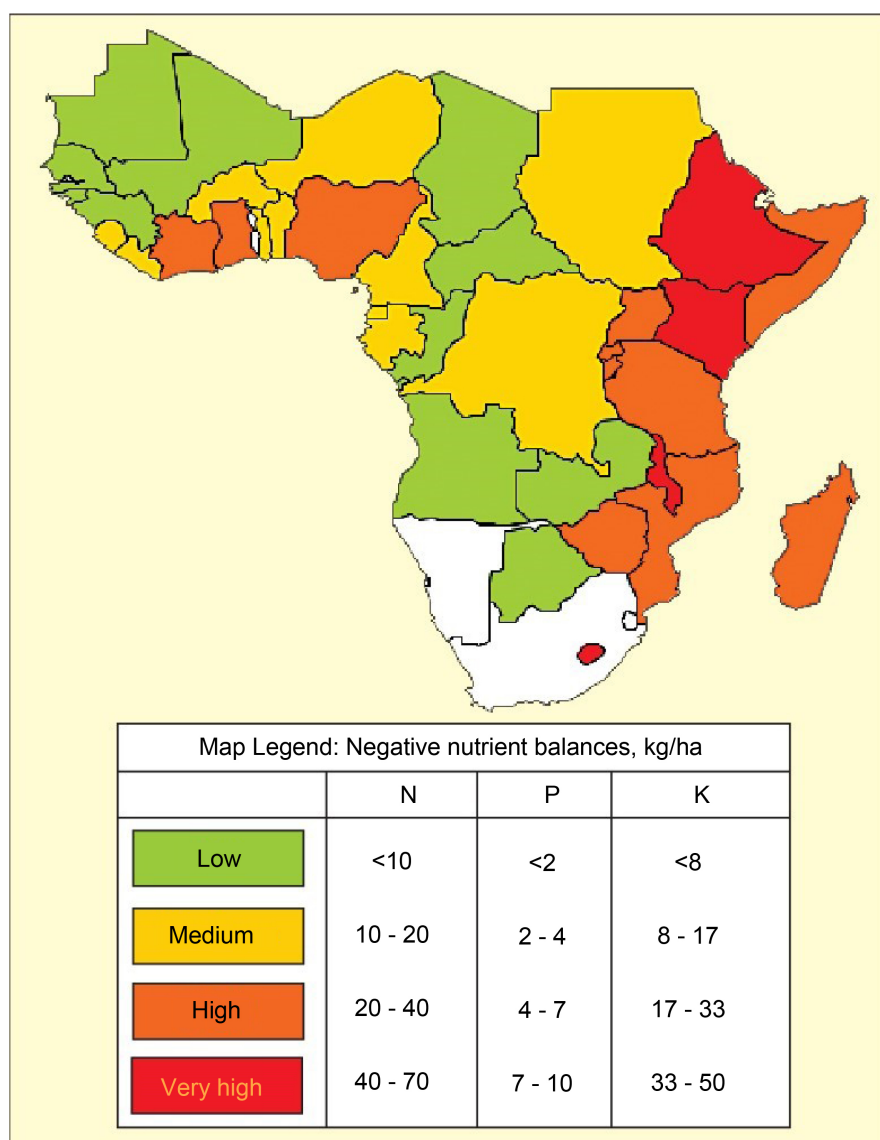 Map Legend: Negative nutrient balances, kg/ha
N P K
Low <10 <2 <8
Medium 10 - 20 2 - 4 8 - 17
High 20 - 40 4 - 7 17 - 33
Very high 40 - 70 7 - 10 33 - 50